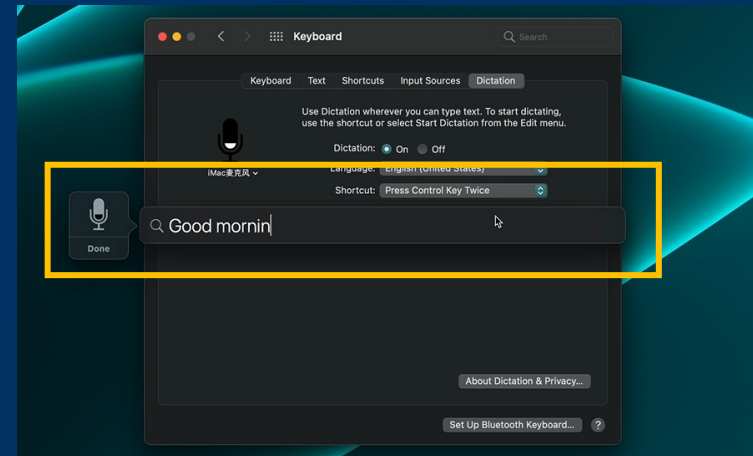 Keyboard
Search
Keyboard Text Shortcuts Input Sources Dictation
Use Dictation wherever you can type text. To start dictating,
use the shortcut or select Start Dictation from the Edit menu.
Dictation: On Off
iMac麦克风
Language: English (United States)
Shortcut: Press Control Key Twice
Good mornin
Done
About Dictation & Privacy...
Set Up Bluetooth Keyboard... ?